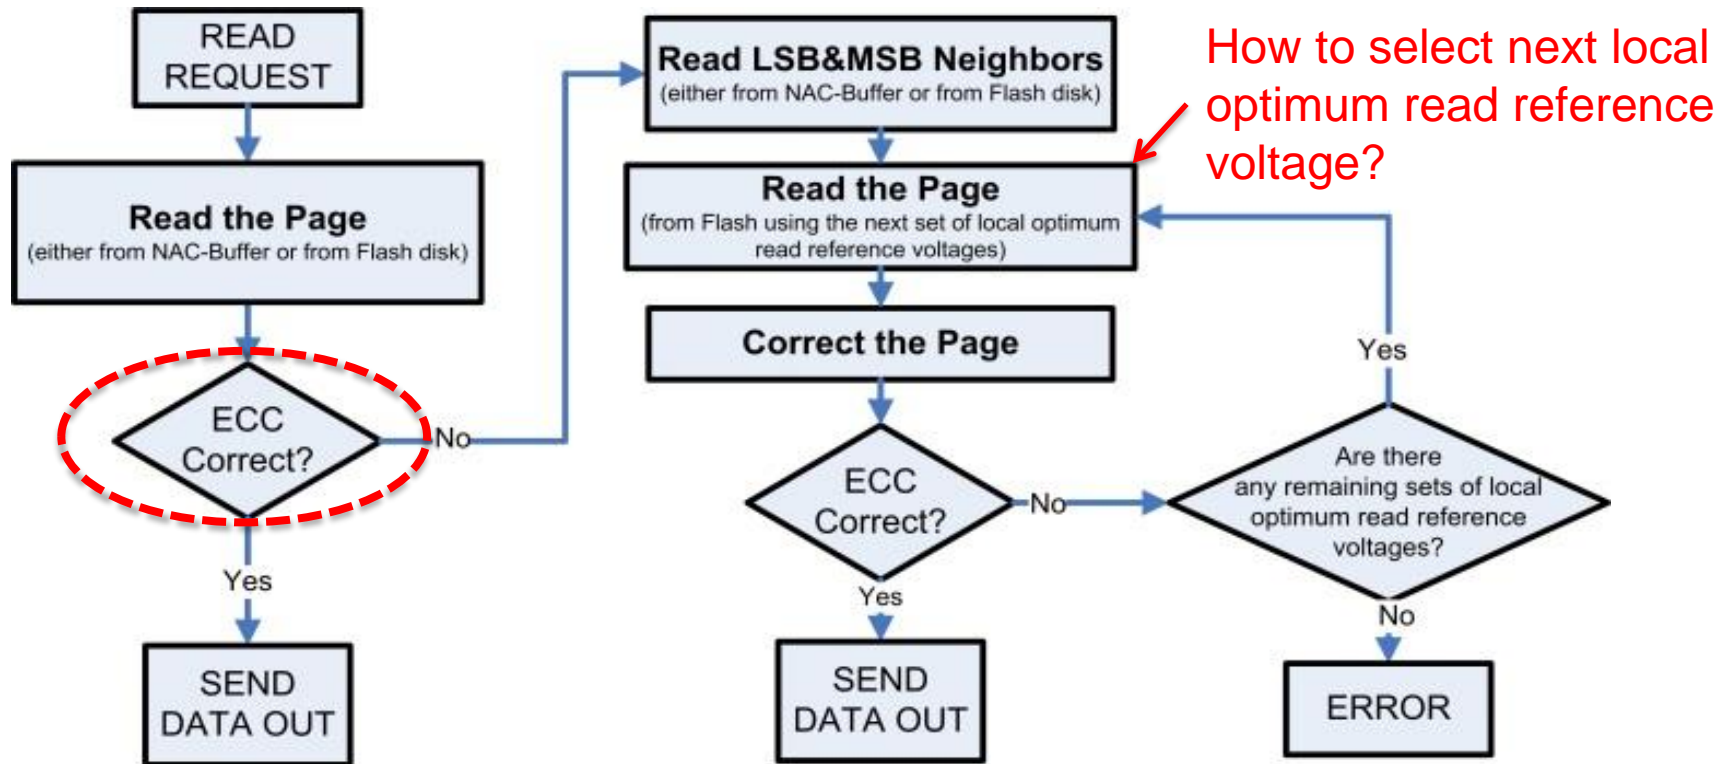 READ
REQUEST
Read the Page
(either from NAC-Buffer or from Flash disk)
ECC
Correct?
No
Yes
SEND
DATA OUT
Read LSB&MSB Neighbors
(either from NAC-Buffer or from Flash disk)
Read the Page
(from Flash using the next set of local optimum
read reference voltages)
Correct the Page
ECC
Correct?
No
Yes
SEND
DATA OUT
How to select next local
optimum read reference
voltage?
Yes
Are there
any remaining sets of local
optimum read reference
voltages?
No
ERROR